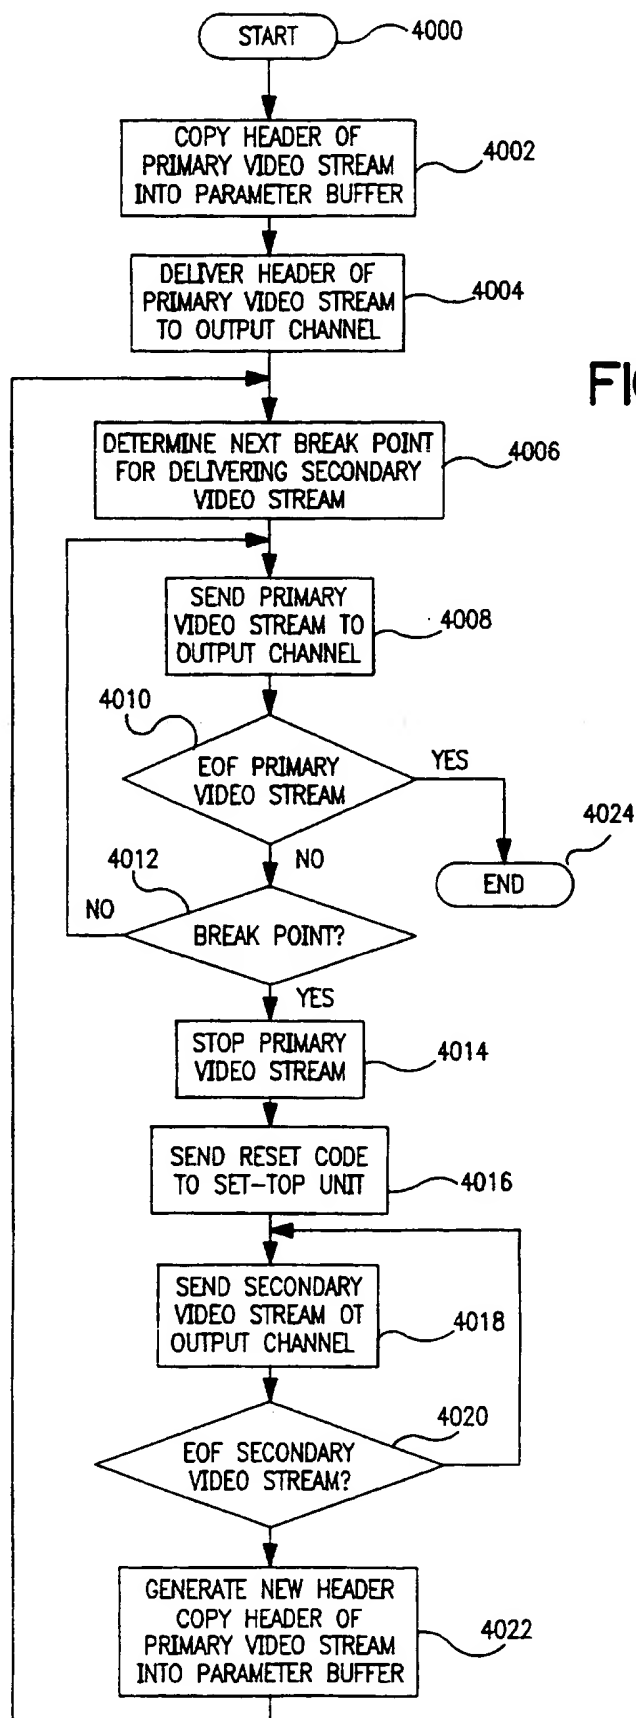 START
4000
COPY HEADER OF
PRIMARY VIDEO STREAM
INTO PARAMETER BUFFER
4002
DELIVER HEADER OF
PRIMARY VIDEO STREAM
TO OUTPUT CHANNEL
4004
FIG
DETERMINE NEXT BREAK POINT
FOR DELIVERING SECONDARY
VIDEO STREAM
4006
SEND PRIMARY
VIDEO STREAM TO
OUTPUT CHANNEL
4008
4010
EOF PRIMARY
VIDEO STREAM
YES
NO
4024
END
4012
NO
BREAK POINT?
YES
STOP PRIMARY
VIDEO STREAM
4014
SEND RESET CODE
TO SET-TOP UNIT
4016
SEND SECONDARY
VIDEO STREAM OT
OUTPUT CHANNEL
4018
4020
EOF SECONDARY
VIDEO STREAM?
GENERATE NEW HEADER
COPY HEADER OF
PRIMARY VIDEO STREAM
INTO PARAMETER BUFFER
4022